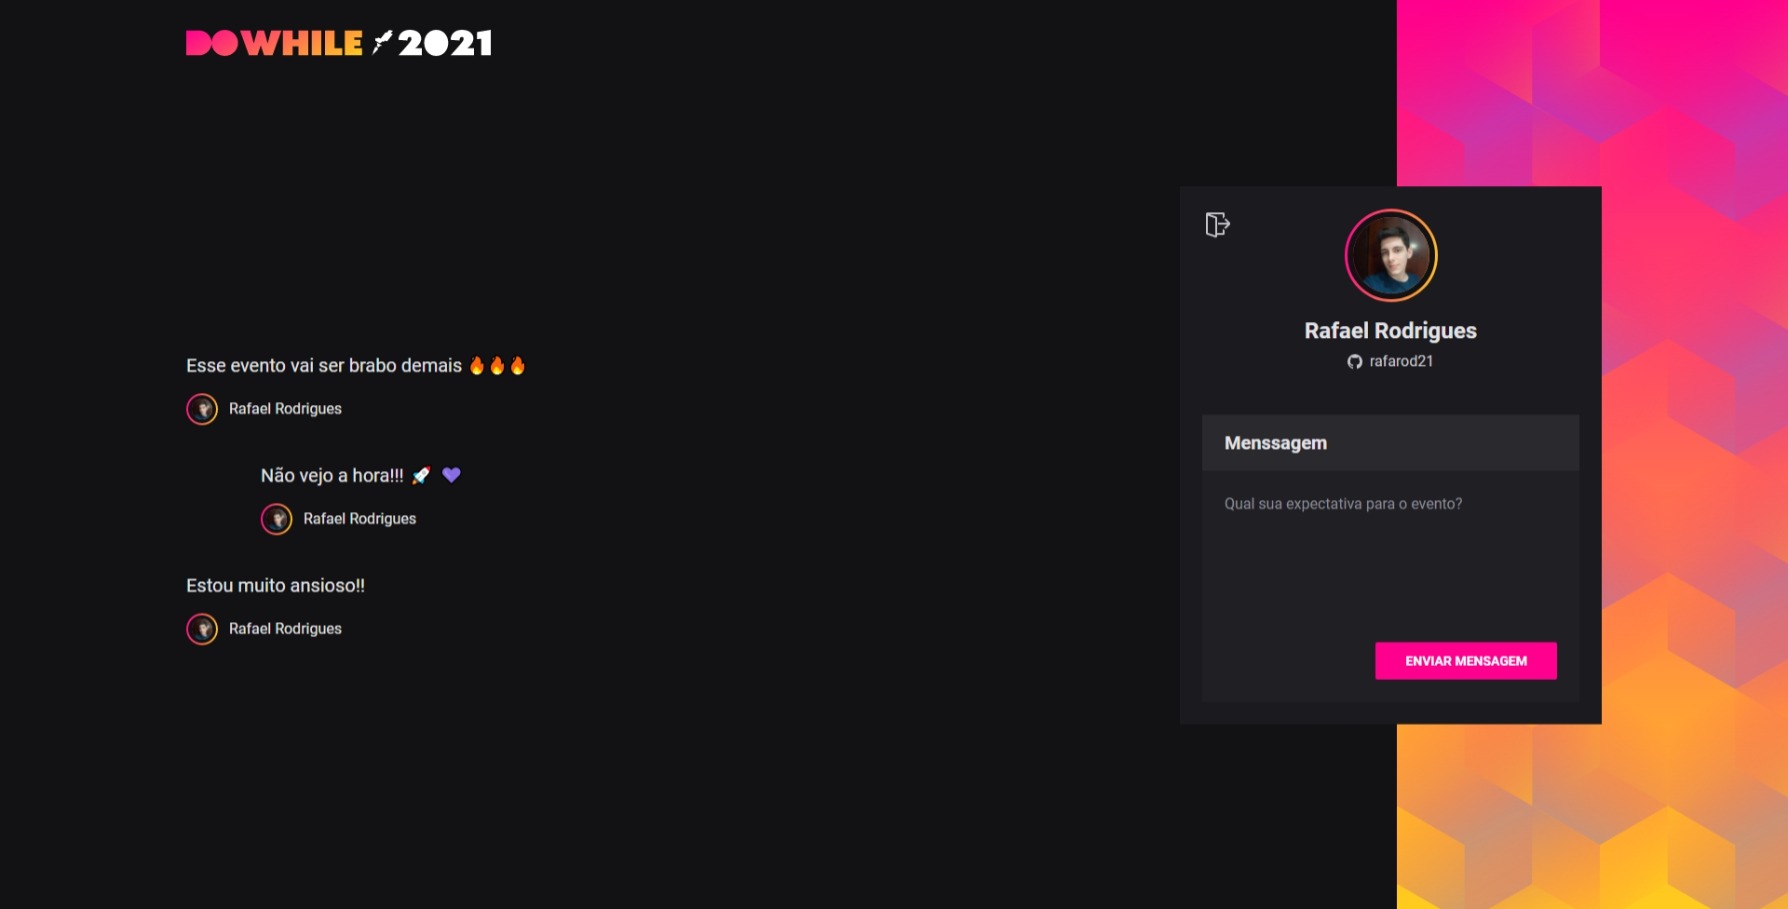 DOWHILE 2021
Esse evento vai ser brabo demais 🔥🔥🔥
Rafael Rodrigues
Não vejo a hora!!! 🚀 💜
Rafael Rodrigues
Estou muito ansioso!!
Rafael Rodrigues
Rafael Rodrigues
rafarod21
Menssagem
Qual sua expectativa para o evento?
ENVIAR MENSAGEM